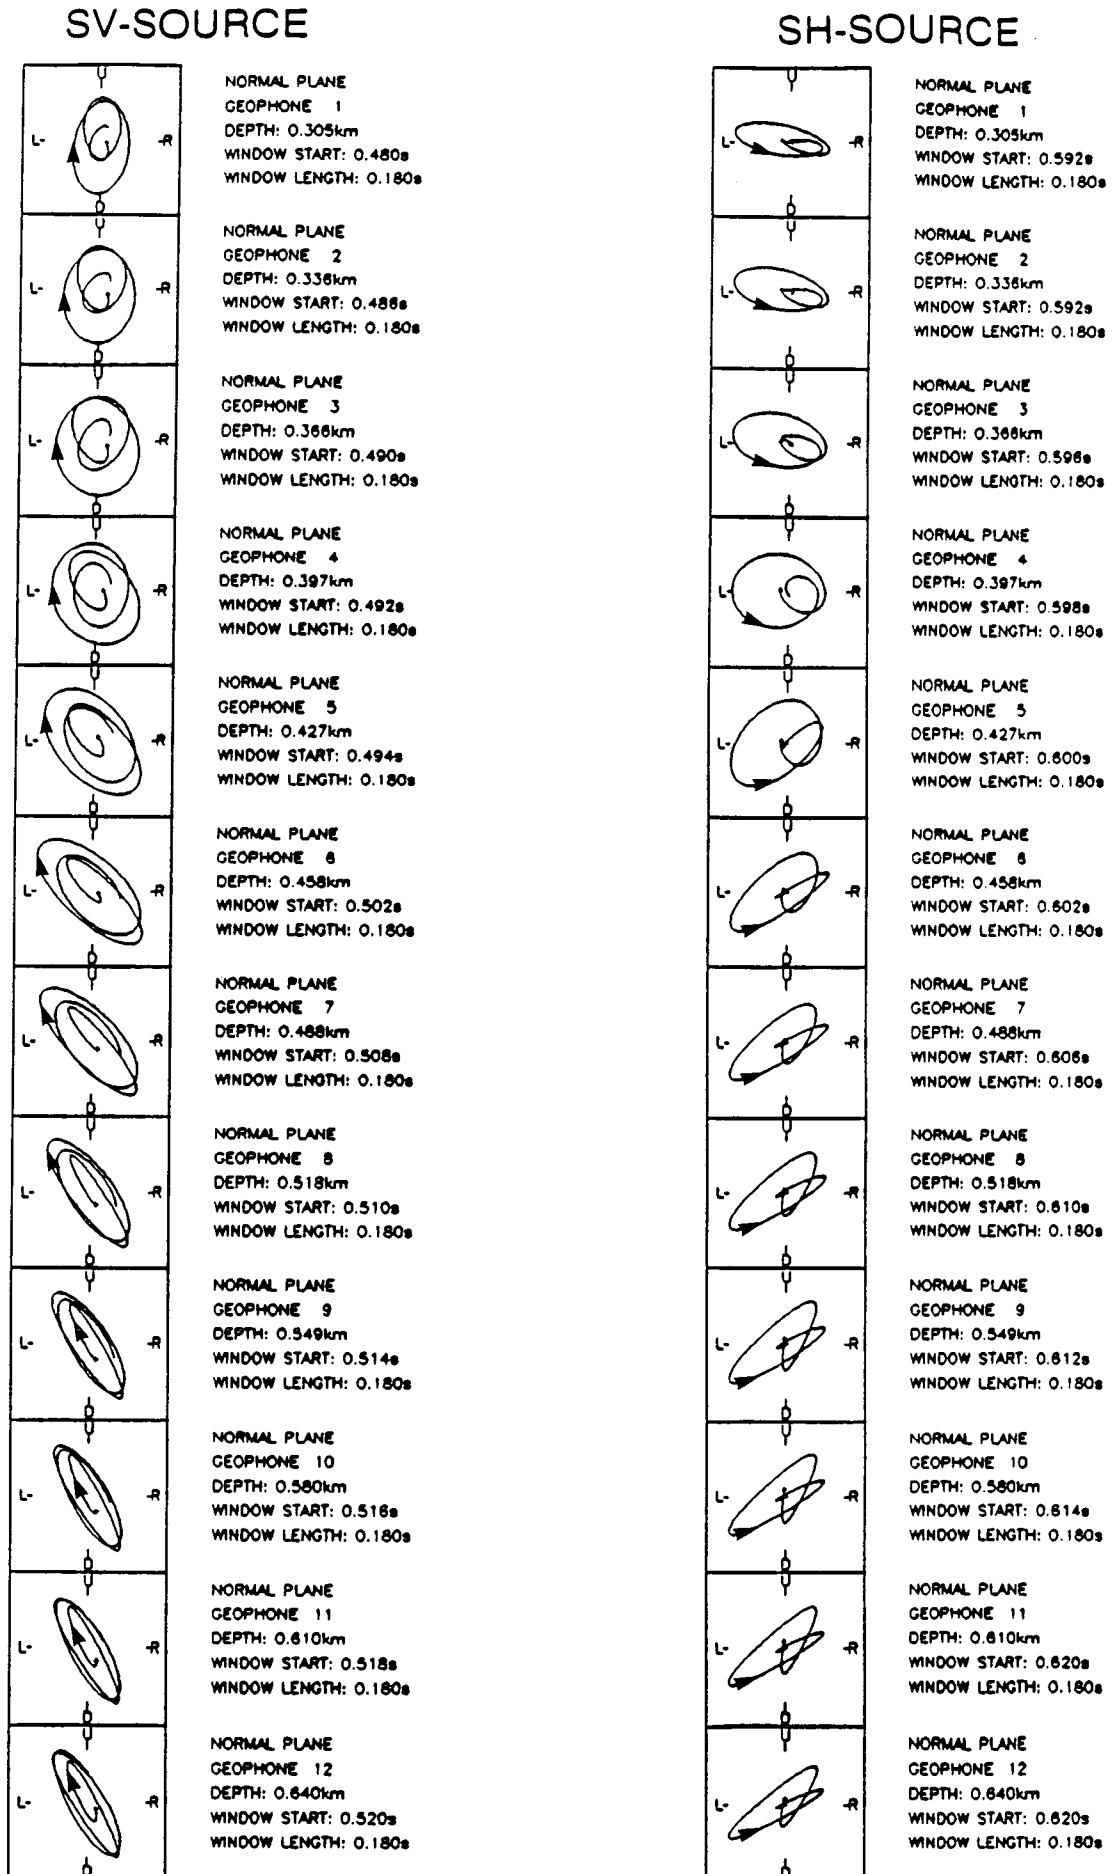 SV-SOURCE
U
L-
-R
D
NORMAL PLANE
GEOPHONE 1
DEPTH: 0.305km
WINDOW START: 0.480s
WINDOW LENGTH: 0.180s
U
L-
-R
D
NORMAL PLANE
GEOPHONE 2
DEPTH: 0.336km
WINDOW START: 0.486s
WINDOW LENGTH: 0.180s
U
L-
-R
D
NORMAL PLANE
GEOPHONE 3
DEPTH: 0.366km
WINDOW START: 0.490s
WINDOW LENGTH: 0.180s
U
L-
-R
D
NORMAL PLANE
GEOPHONE 4
DEPTH: 0.397km
WINDOW START: 0.492s
WINDOW LENGTH: 0.180s
U
L-
-R
D
NORMAL PLANE
GEOPHONE 5
DEPTH: 0.427km
WINDOW START: 0.494s
WINDOW LENGTH: 0.180s
U
L-
-R
D
NORMAL PLANE
GEOPHONE 6
DEPTH: 0.458km
WINDOW START: 0.502s
WINDOW LENGTH: 0.180s
U
L-
-R
D
NORMAL PLANE
GEOPHONE 7
DEPTH: 0.488km
WINDOW START: 0.508s
WINDOW LENGTH: 0.180s
U
L-
-R
D
NORMAL PLANE
GEOPHONE 8
DEPTH: 0.518km
WINDOW START: 0.510s
WINDOW LENGTH: 0.180s
U
L-
-R
D
NORMAL PLANE
GEOPHONE 9
DEPTH: 0.549km
WINDOW START: 0.514s
WINDOW LENGTH: 0.180s
U
L-
-R
D
NORMAL PLANE
GEOPHONE 10
DEPTH: 0.580km
WINDOW START: 0.516s
WINDOW LENGTH: 0.180s
U
L-
-R
D
NORMAL PLANE
GEOPHONE 11
DEPTH: 0.610km
WINDOW START: 0.518s
WINDOW LENGTH: 0.180s
U
L-
-R
D
NORMAL PLANE
GEOPHONE 12
DEPTH: 0.640km
WINDOW START: 0.520s
WINDOW LENGTH: 0.180s
SH-SOURCE
U
L-
-R
D
NORMAL PLANE
GEOPHONE 1
DEPTH: 0.305km
WINDOW START: 0.592s
WINDOW LENGTH: 0.180s
U
L-
-R
D
NORMAL PLANE
GEOPHONE 2
DEPTH: 0.336km
WINDOW START: 0.592s
WINDOW LENGTH: 0.180s
U
L-
-R
D
NORMAL PLANE
GEOPHONE 3
DEPTH: 0.366km
WINDOW START: 0.596s
WINDOW LENGTH: 0.180s
U
L-
-R
D
NORMAL PLANE
GEOPHONE 4
DEPTH: 0.397km
WINDOW START: 0.598s
WINDOW LENGTH: 0.180s
U
L-
-R
D
NORMAL PLANE
GEOPHONE 5
DEPTH: 0.427km
WINDOW START: 0.600s
WINDOW LENGTH: 0.180s
U
L-
-R
D
NORMAL PLANE
GEOPHONE 6
DEPTH: 0.458km
WINDOW START: 0.602s
WINDOW LENGTH: 0.180s
U
L-
-R
D
NORMAL PLANE
GEOPHONE 7
DEPTH: 0.488km
WINDOW START: 0.606s
WINDOW LENGTH: 0.180s
U
L-
-R
D
NORMAL PLANE
GEOPHONE 8
DEPTH: 0.518km
WINDOW START: 0.610s
WINDOW LENGTH: 0.180s
U
L-
-R
D
NORMAL PLANE
GEOPHONE 9
DEPTH: 0.549km
WINDOW START: 0.612s
WINDOW LENGTH: 0.180s
U
L-
-R
D
NORMAL PLANE
GEOPHONE 10
DEPTH: 0.580km
WINDOW START: 0.614s
WINDOW LENGTH: 0.180s
U
L-
-R
D
NORMAL PLANE
GEOPHONE 11
DEPTH: 0.610km
WINDOW START: 0.620s
WINDOW LENGTH: 0.180s
U
L-
-R
D
NORMAL PLANE
GEOPHONE 12
DEPTH: 0.640km
WINDOW START: 0.620s
WINDOW LENGTH: 0.180s